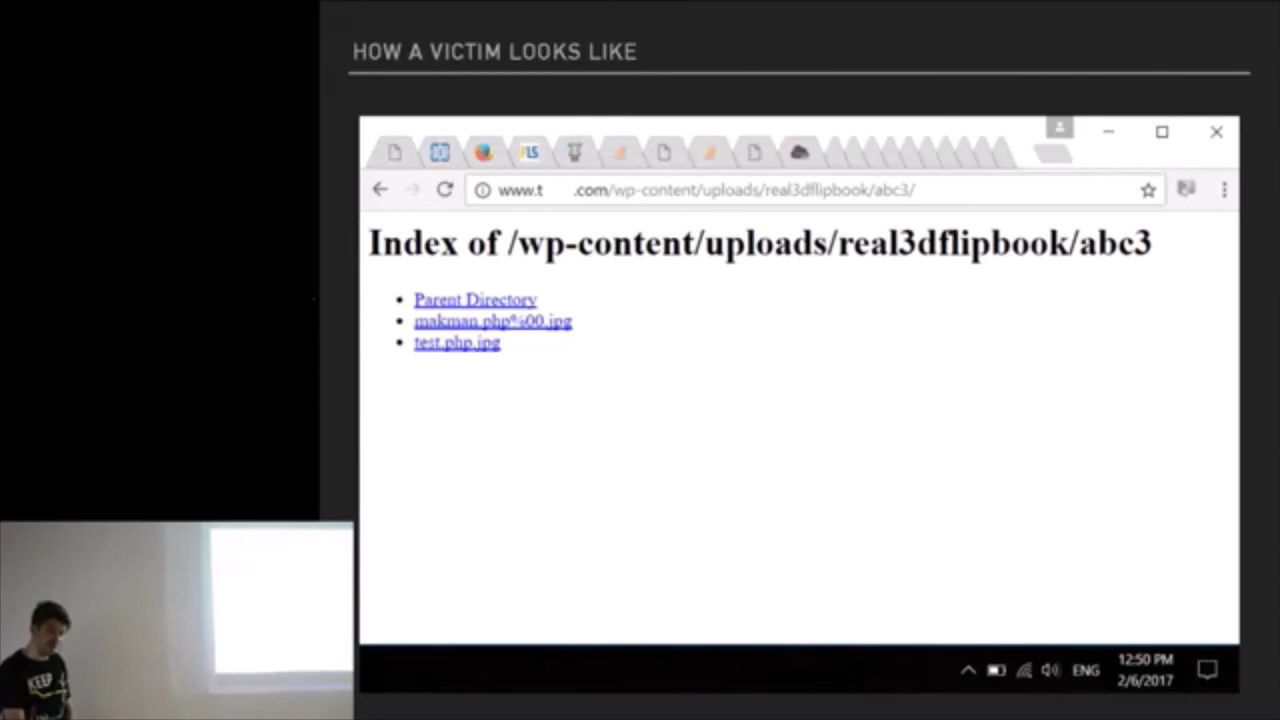 HOW A VICTIM LOOKS LIKE
www.t .com/wp-content/uploads/real3dflipbook/abc3/
Index of /wp-content/uploads/real3dflipbook/abc3
Parent Directory
makman.php%00.jpg
test.php.jpg
12:50 PM
ENG
2/6/2017
KEEP